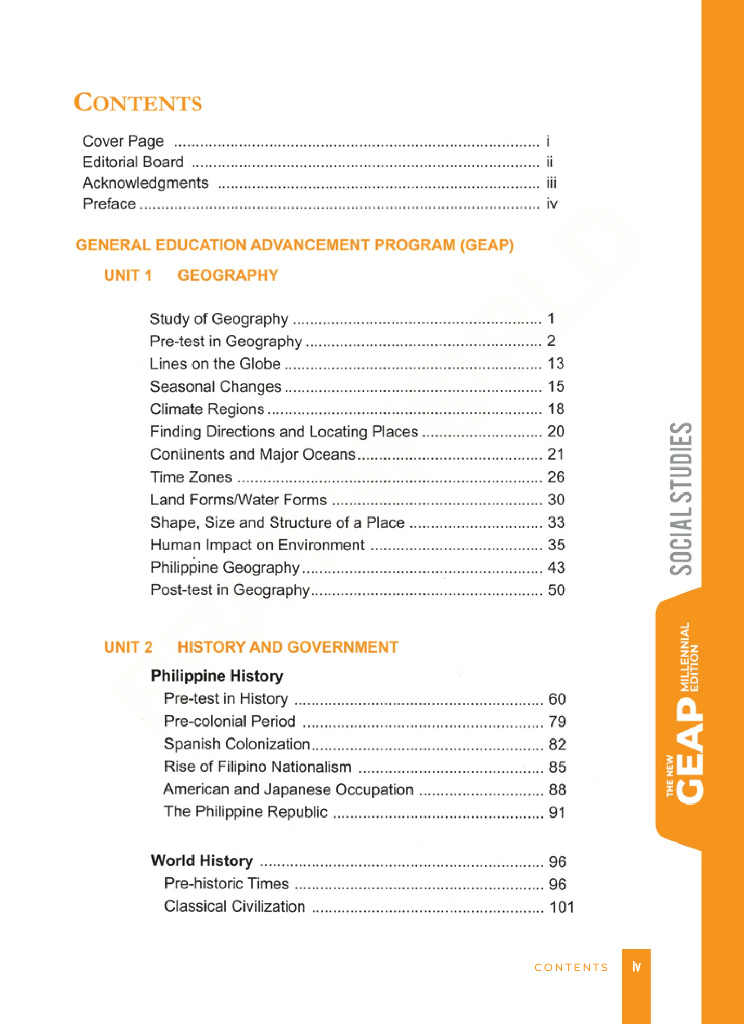 CONTENTS
Cover Page ................ i
Editorial Board ................ ii
Acknowledgments ................ iii
Preface ................ iv
GENERAL EDUCATION ADVANCEMENT PROGRAM (GEAP)
UNIT 1 GEOGRAPHY
Study of Geography ................ 1
Pre-test in Geography ................ 2
Lines on the Globe ................ 13
Seasonal Changes ................ 15
Climate Regions ................ 18
Finding Directions and Locating Places ................ 20
Continents and Major Oceans ................ 21
Time Zones ................ 26
Land Forms/Water Forms ................ 30
Shape, Size and Structure of a Place ................ 33
Human Impact on Environment ................ 35
Philippine Geography ................ 43
Post-test in Geography ................ 50
UNIT 2 HISTORY AND GOVERNMENT
Philippine History
Pre-test in History ................ 60
Pre-colonial Period ................ 79
Spanish Colonization ................ 82
Rise of Filipino Nationalism ................ 85
American and Japanese Occupation ................ 88
The Philippine Republic ................ 91
World History ................ 96
Pre-historic Times ................ 96
Classical Civilization ................ 101
SOCIAL STUDIES
THE NEW
GEAP
MILLENNIAL
EDITION
CONTENTS iv